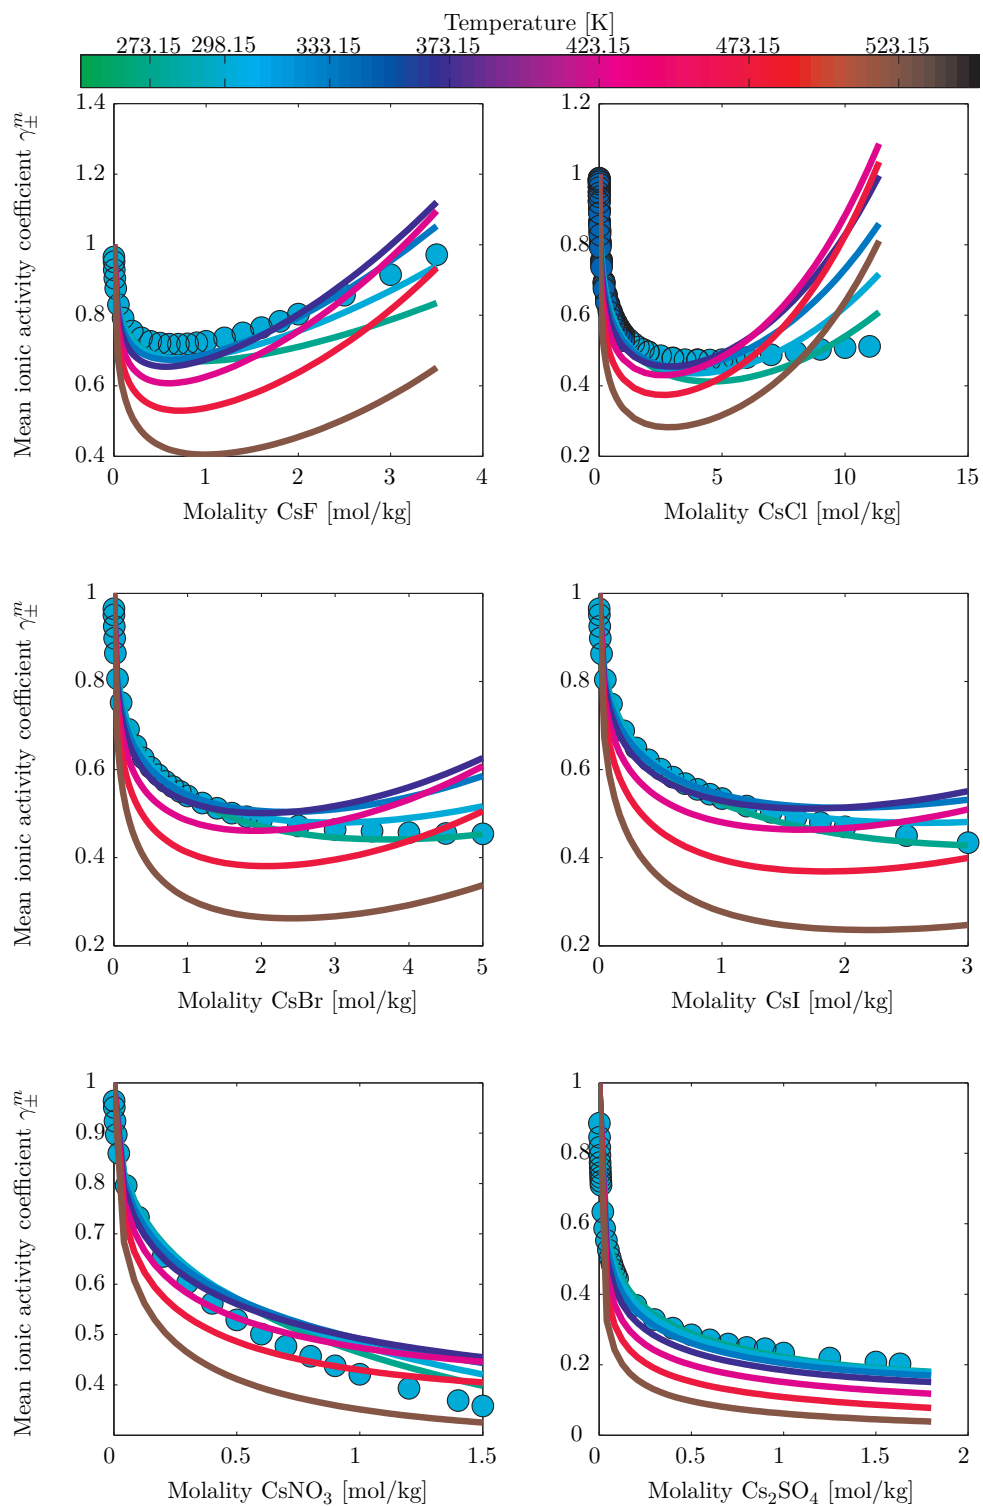 Temperature [K]
273.15 298.15 333.15 373.15 423.15 473.15 523.15
Mean ionic activity coefficient γ±^m
1.4
1.2
1
0.8
0.6
0.4
0 1 2 3 4
Molality CsF [mol/kg]
1.2
1
0.8
0.6
0.4
0.2
0 5 10 15
Molality CsCl [mol/kg]
Mean ionic activity coefficient γ±^m
1
0.8
0.6
0.4
0.2
0 1 2 3 4 5
Molality CsBr [mol/kg]
1
0.8
0.6
0.4
0.2
0 1 2 3
Molality CsI [mol/kg]
Mean ionic activity coefficient γ±^m
1
0.9
0.8
0.7
0.6
0.5
0.4
0 0.5 1 1.5
Molality CsNO₃ [mol/kg]
1
0.8
0.6
0.4
0.2
0
0 0.5 1 1.5 2
Molality Cs₂SO₄ [mol/kg]